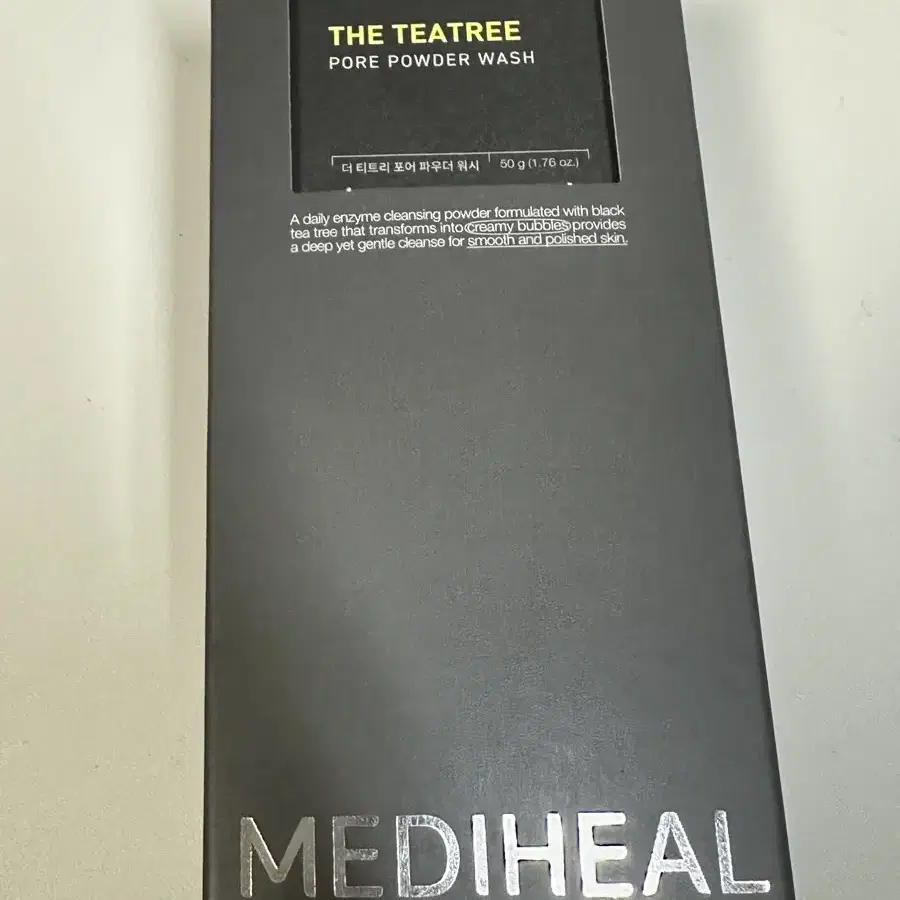 THE TEATREE
PORE POWDER WASH
더 티트리 포어 파우더 워시 50 g (1.76 oz.)
A daily enzyme cleansing powder formulated with black
tea tree that transforms into creamy bubbles provides
a deep yet gentle cleanse for smooth and polished skin.
MEDIHEAL